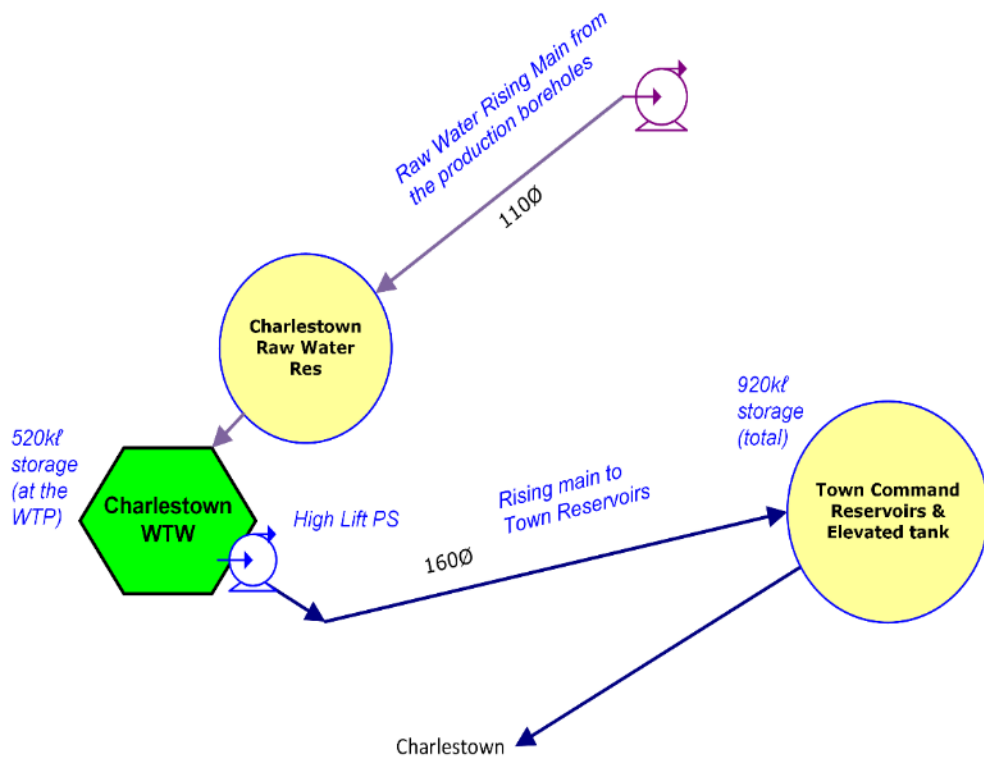 Raw Water Rising Main from
the production boreholes
110Ø
Charlestown
Raw Water
Res
520kℓ
storage
(at the
WTP)
Charlestown
WTW
High Lift PS
Rising main to
Town Reservoirs
160Ø
920kℓ
storage
(total)
Town Command
Reservoirs &
Elevated tank
Charlestown